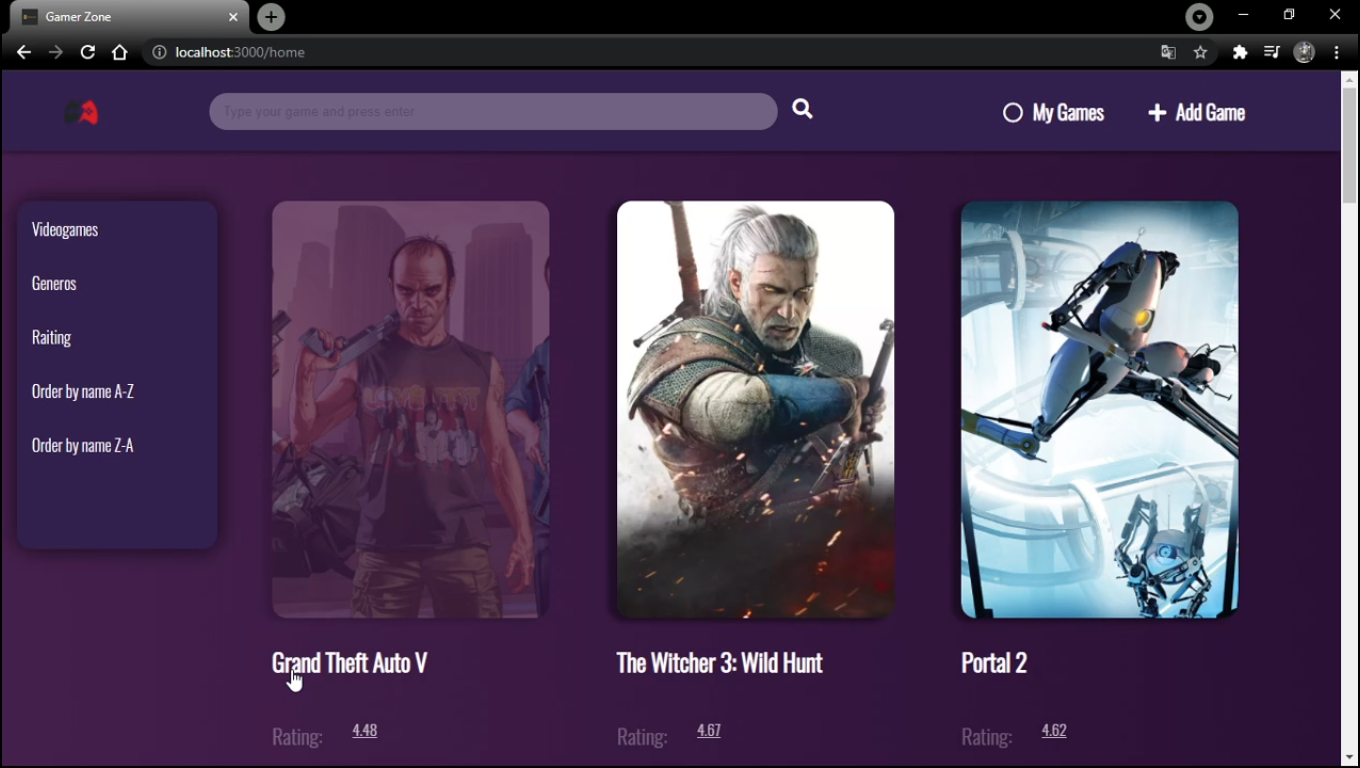 Gamer Zone
localhost:3000/home
Type your game and press enter
My Games
Add Game
Videogames
Generos
Raiting
Order by name A-Z
Order by name Z-A
Grand Theft Auto V
The Witcher 3: Wild Hunt
Portal 2
Rating: 4.48
Rating: 4.67
Rating: 4.62